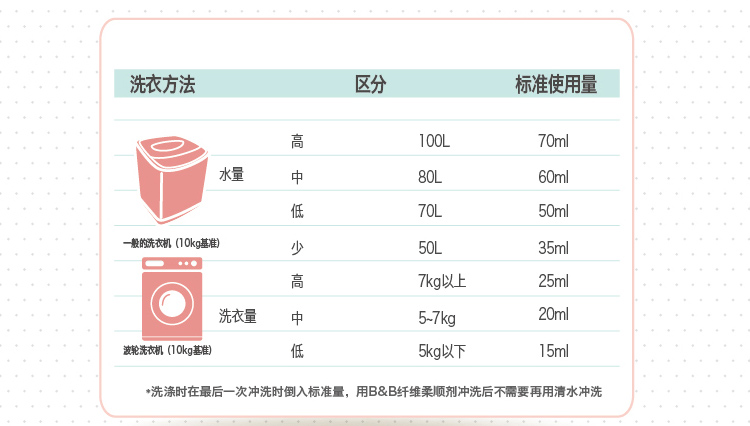 洗衣方法 区分 标准使用量
高 100L 70ml
水量 中 80L 60ml
低 70L 50ml
一般的洗衣机（10kg基准） 少 50L 35ml
高 7kg以上 25ml
洗衣量 中 5~7kg 20ml
波轮洗衣机（10kg基准） 低 5kg以下 15ml
*洗涤时在最后一次冲洗时倒入标准量，用B&B纤维柔顺剂冲洗后不需要再用清水冲洗